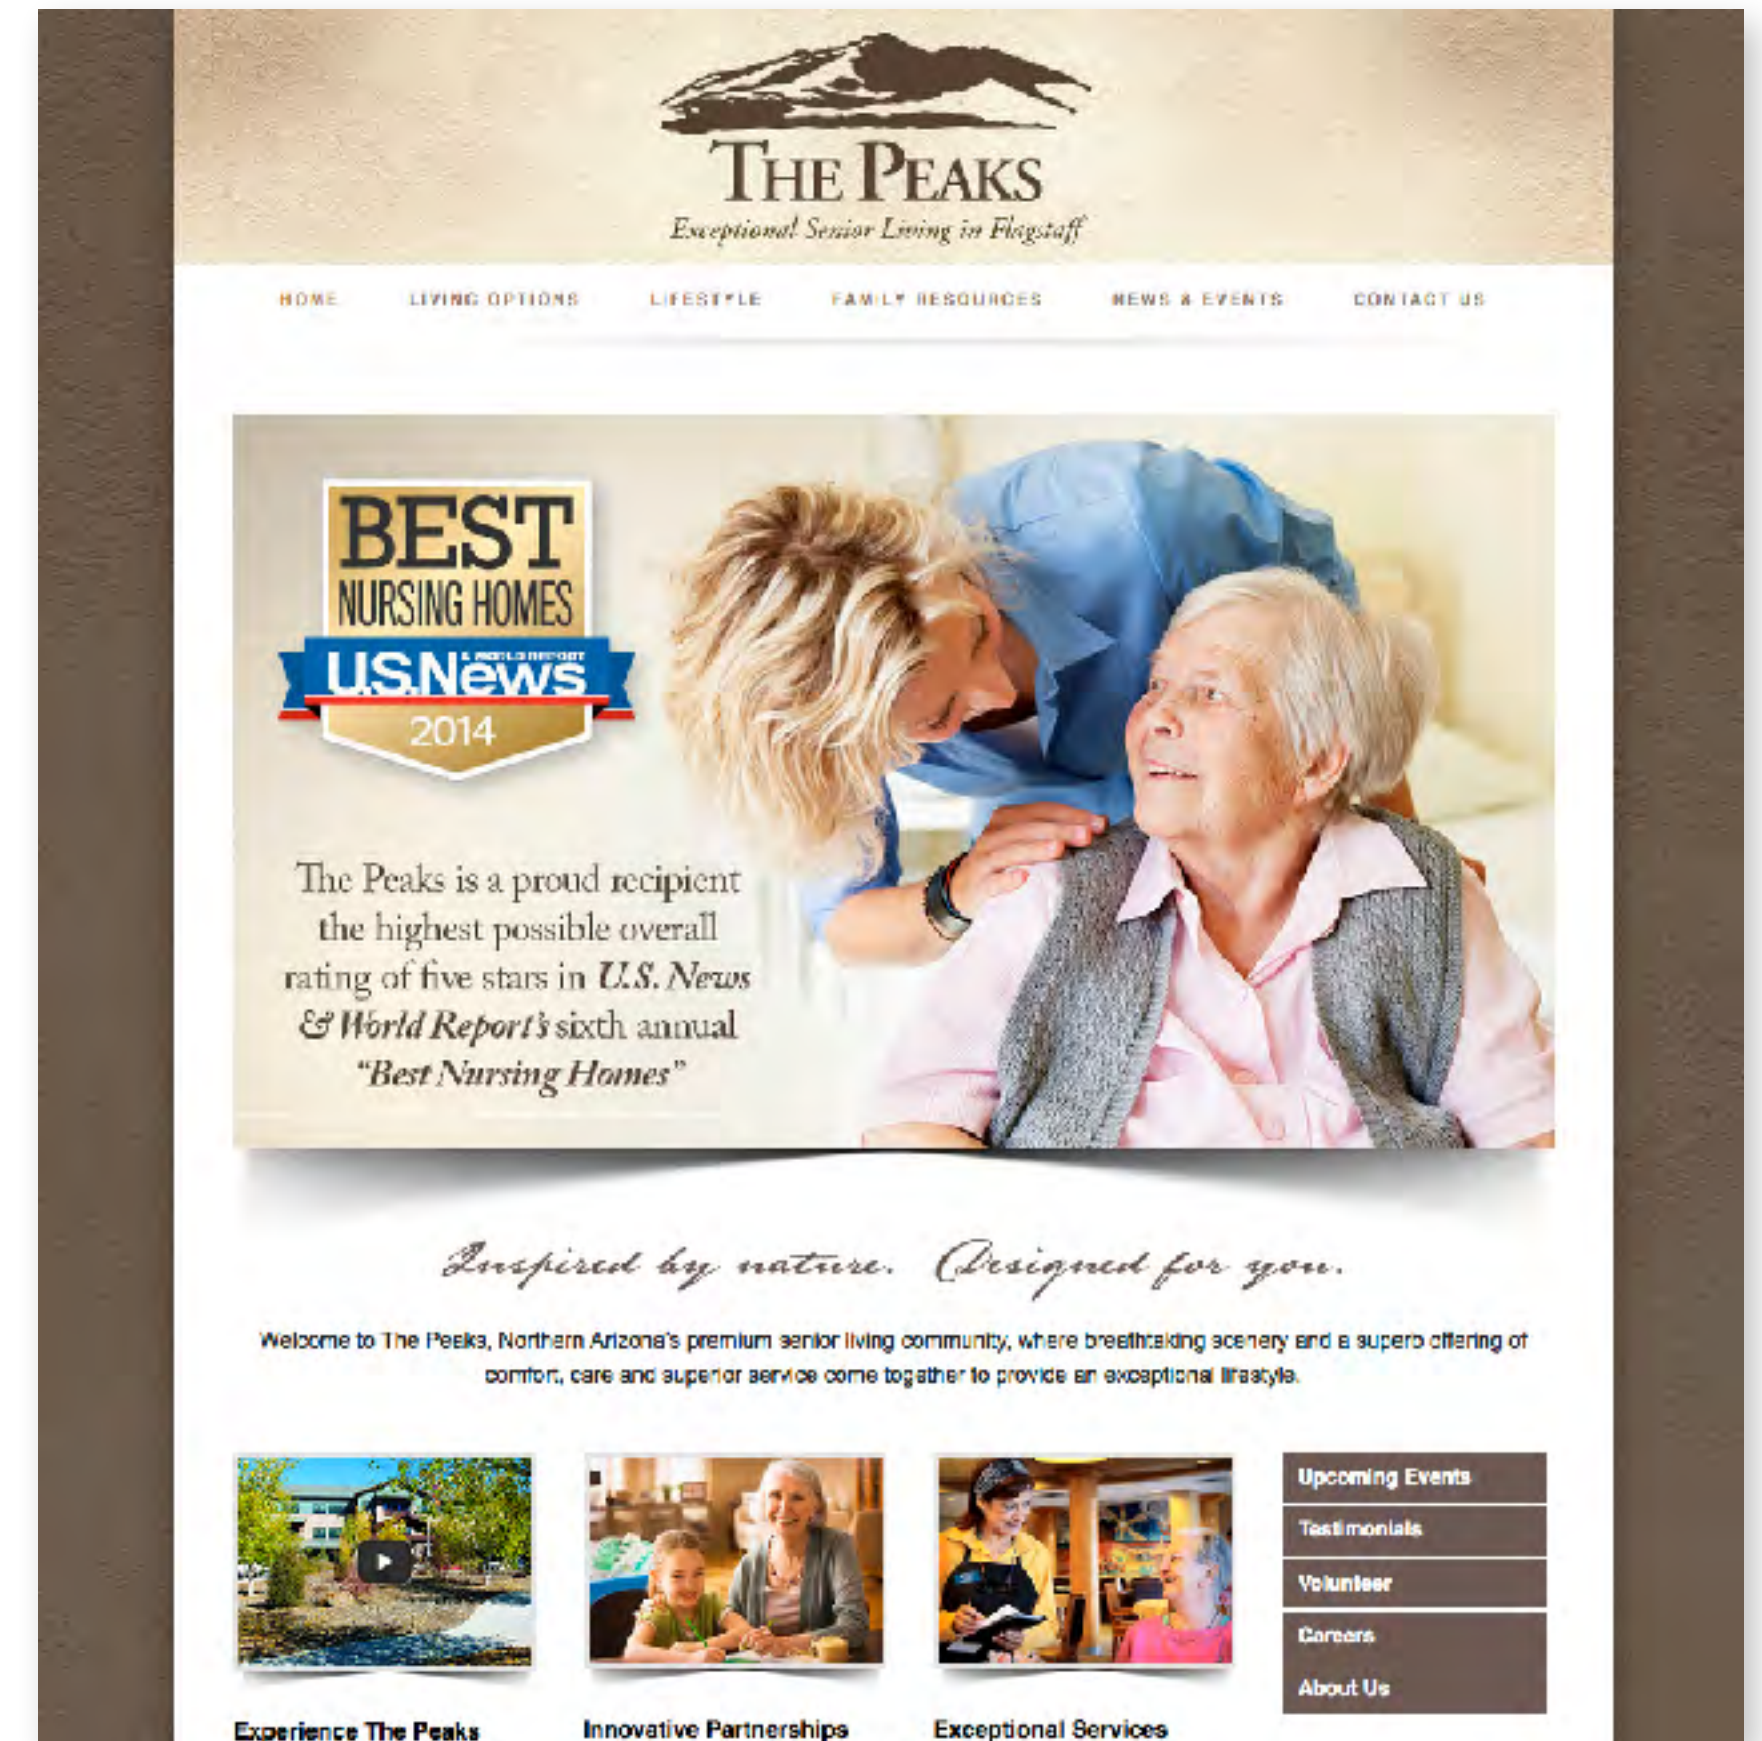 THE PEAKS
Exceptional Senior Living in Flagstaff
HOME LIVING OPTIONS LIFESTYLE FAMILY RESOURCES NEWS & EVENTS CONTACT US
BEST
NURSING HOMES
& WORLD REPORT
U.S.News
2014
The Peaks is a proud recipient
the highest possible overall
rating of five stars in U.S. News
& World Report's sixth annual
“Best Nursing Homes”
Inspired by nature. Designed for you.
Welcome to The Peaks, Northern Arizona's premium senior living community, where breathtaking scenery and a superb offering of
comfort, care and superior service come together to provide an exceptional lifestyle.
Upcoming Events
Testimonials
Volunteer
Careers
About Us
Experience The Peaks
Innovative Partnerships
Exceptional Services